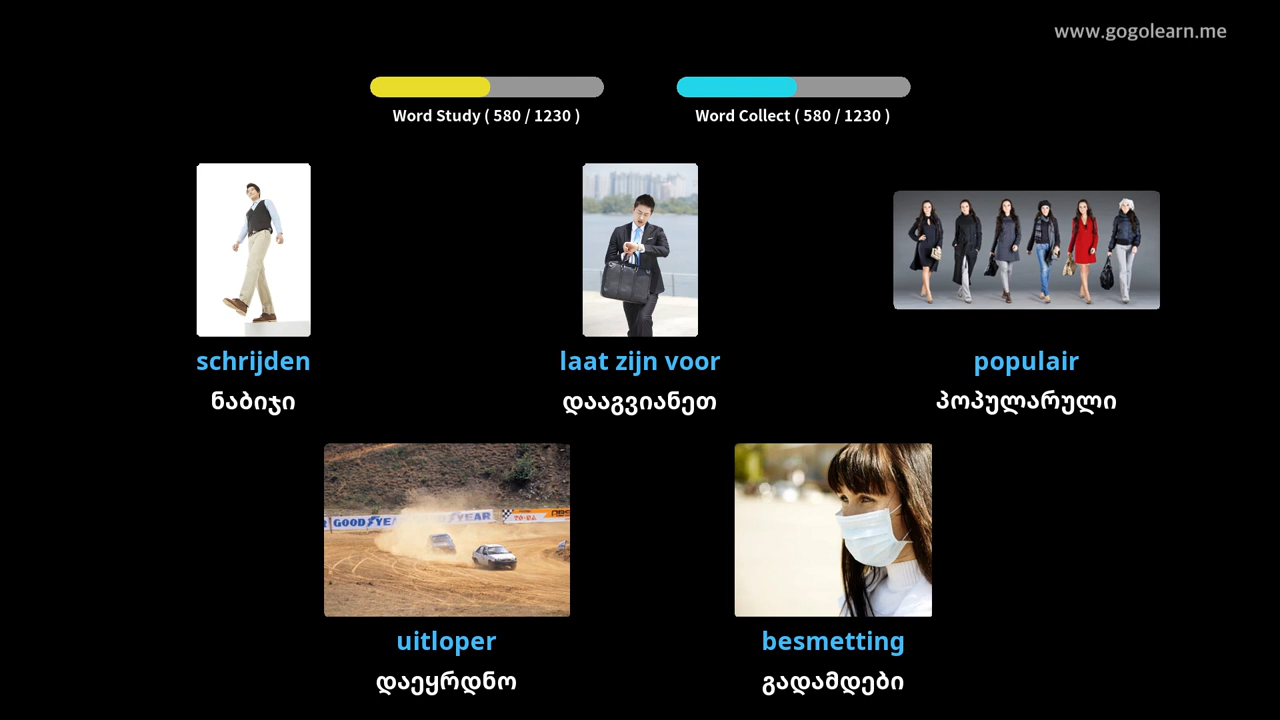 www.gogolearn.me
Word Study ( 580 / 1230 )
Word Collect ( 580 / 1230 )
schrijden
ნაბიჯი
laat zijn voor
დააგვიანეთ
populair
პოპულარული
GOODYEAR
uitloper
დაეყრდნო
besmetting
გადამდები